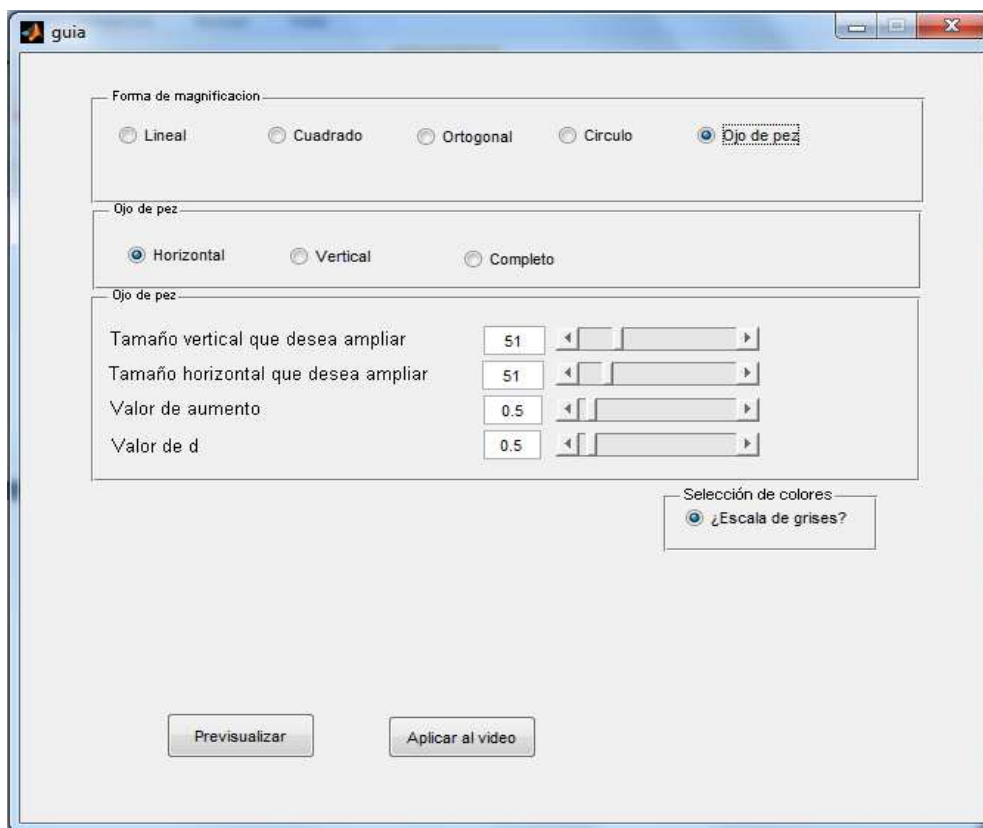 guia
Forma de magnificacion
Lineal Cuadrado Ortogonal Circulo Ojo de pez
Ojo de pez
Horizontal Vertical Completo
Ojo de pez
Tamaño vertical que desea ampliar 51
Tamaño horizontal que desea ampliar 51
Valor de aumento 0.5
Valor de d 0.5
Selección de colores
¿Escala de grises?
Previsualizar Aplicar al video